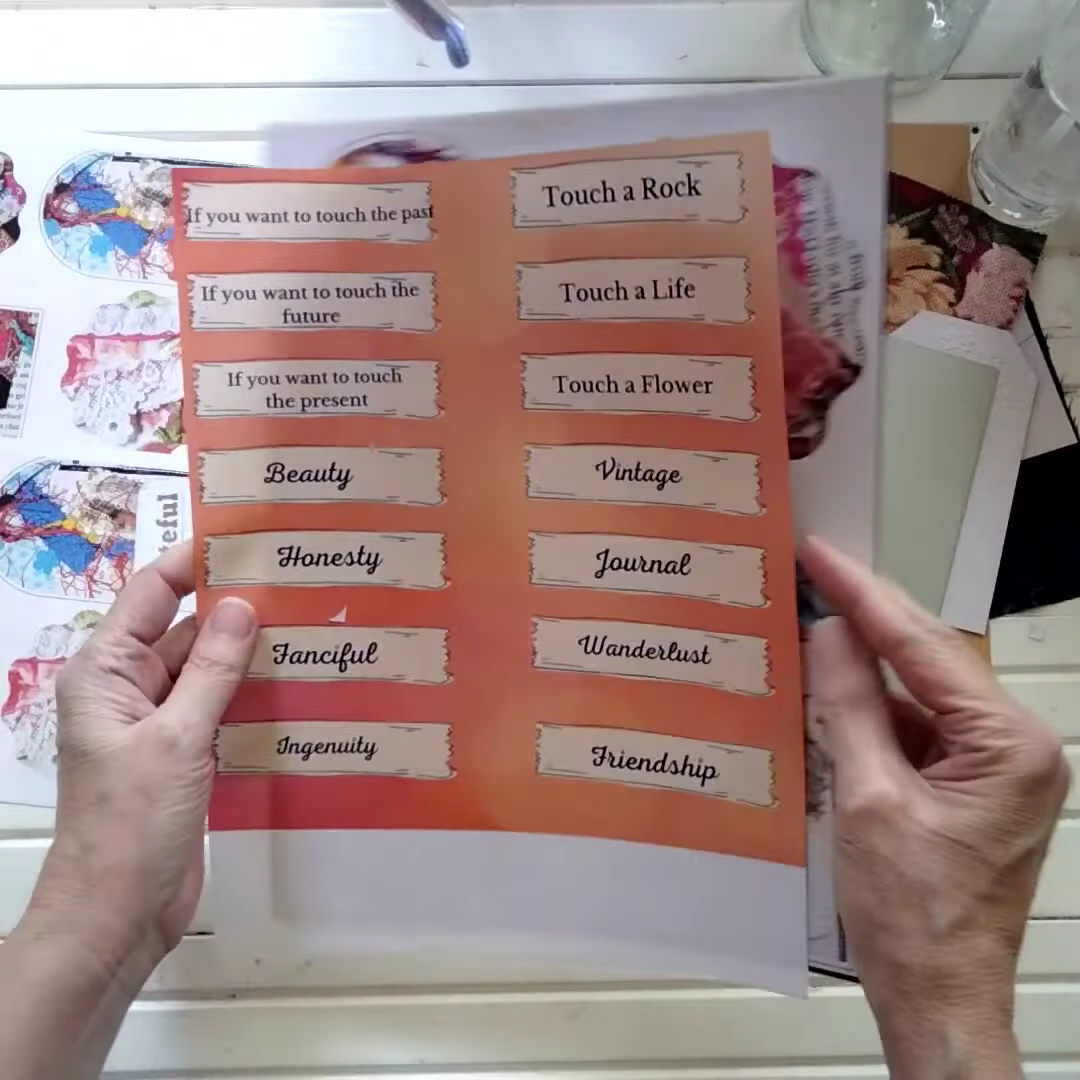 If you want to touch the past
Touch a Rock
If you want to touch the
future
Touch a Life
If you want to touch
the present
Touch a Flower
Beauty
Vintage
Honesty
Journal
Fanciful
Wanderlust
Ingenuity
Friendship
teful